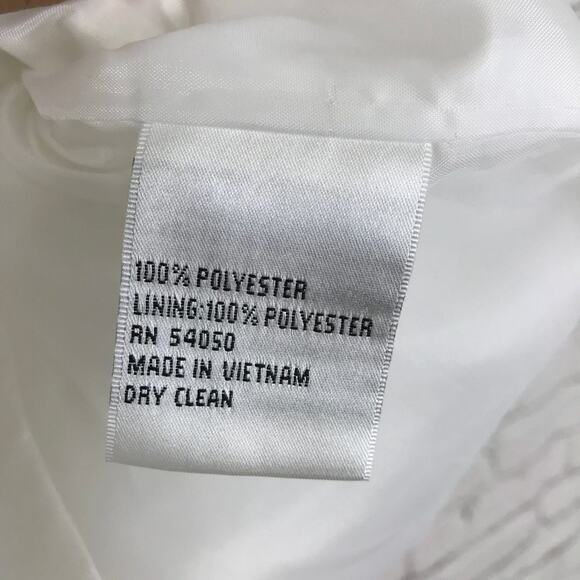 100% POLYESTER
LINING:100% POLYESTER
RN 54050
MADE IN VIETNAM
DRY CLEAN